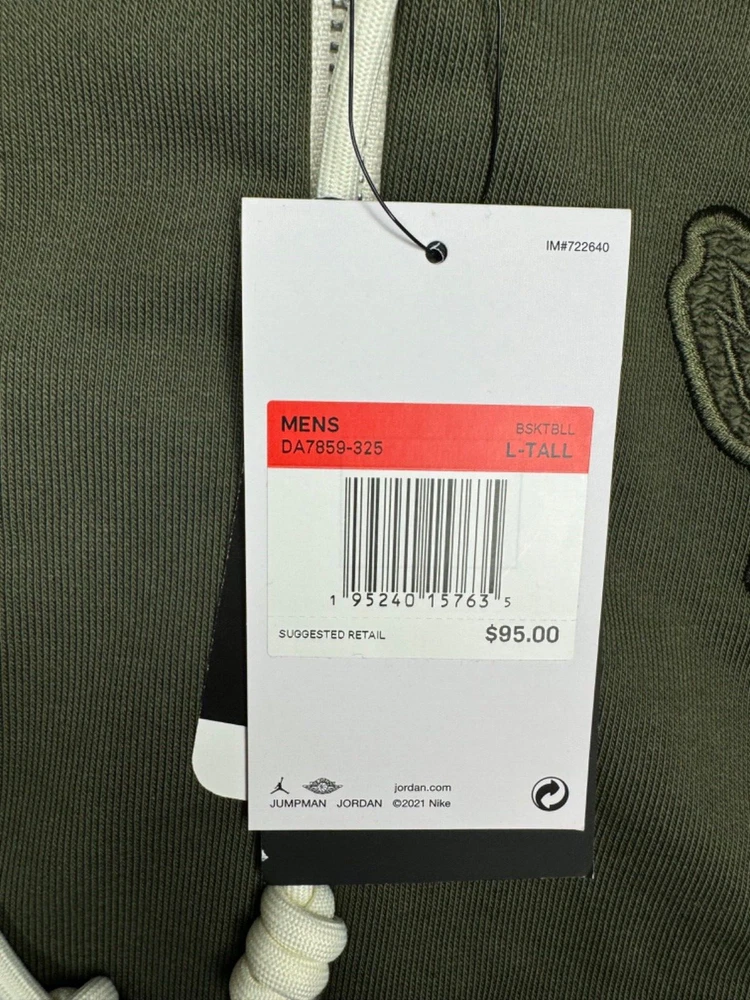 IM#722640
MENS BSKTBLL
DA7859-325 L-TALL
1 95240 15763 5
SUGGESTED RETAIL $95.00
jordan.com
JUMPMAN JORDAN ©2021 Nike